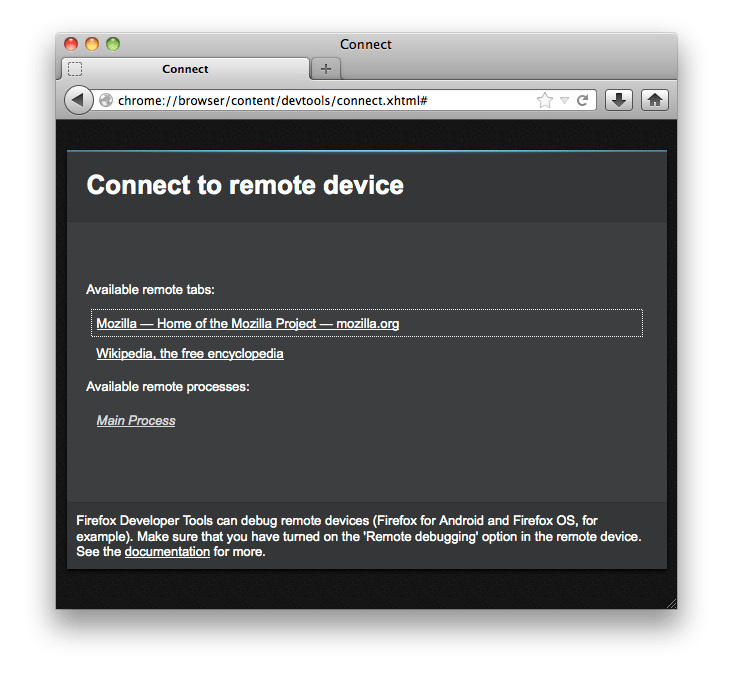 Connect
Connect
chrome://browser/content/devtools/connect.xhtml#
Connect to remote device
Available remote tabs:
Mozilla — Home of the Mozilla Project — mozilla.org
Wikipedia, the free encyclopedia
Available remote processes:
Main Process
Firefox Developer Tools can debug remote devices (Firefox for Android and Firefox OS, for
example). Make sure that you have turned on the 'Remote debugging' option in the remote device.
See the documentation for more.